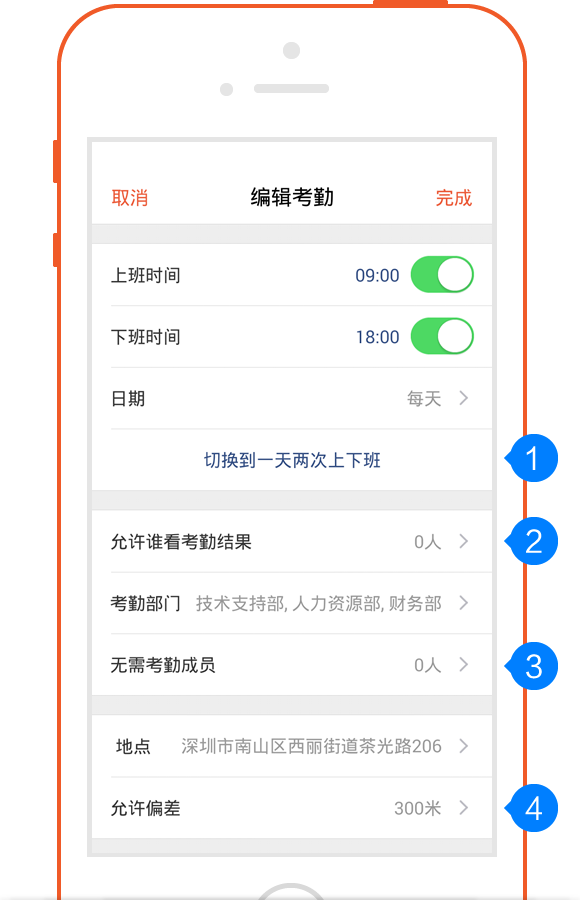 取消 编辑考勤 完成
上班时间 09:00
下班时间 18:00
日期 每天
切换到一天两次上下班 1
允许谁看考勤结果 0人 2
考勤部门 技术支持部, 人力资源部, 财务部
无需考勤成员 0人 3
地点 深圳市南山区西丽街道茶光路206
允许偏差 300米 4